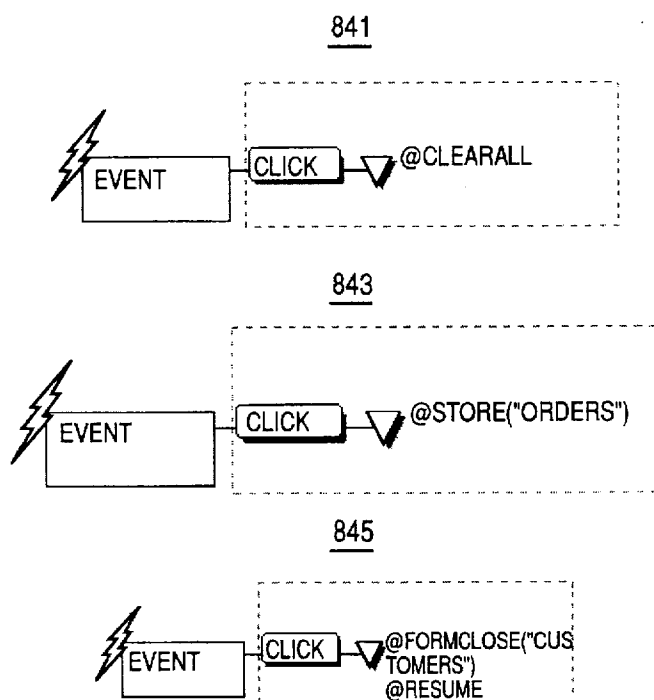 841
EVENT
CLICK
@CLEARALL
843
EVENT
CLICK
@STORE("ORDERS")
845
EVENT
CLICK
@FORMCLOSE("CUS
TOMERS")
@RESUME